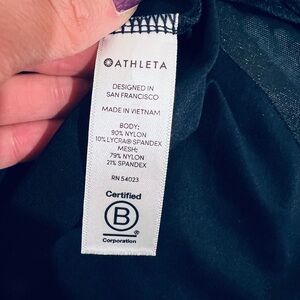 ATHLETA
DESIGNED IN
SAN FRANCISCO
MADE IN VIETNAM
BODY:
90% NYLON
10% LYCRA® SPANDEX
MESH:
79% NYLON
21% SPANDEX
RN 54023
Certified
B
®
Corporation